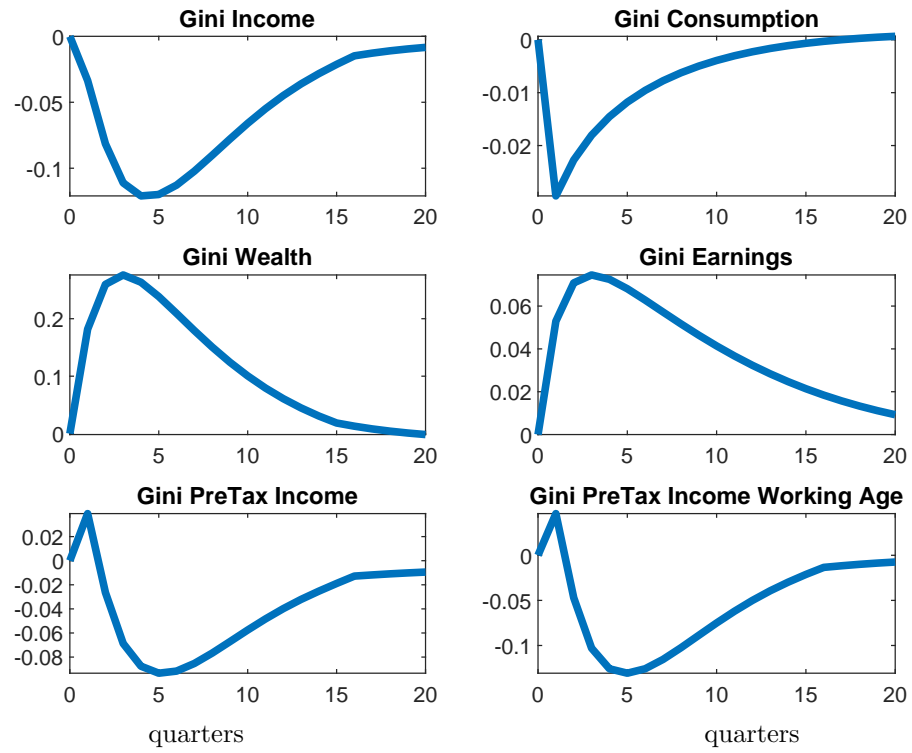 Gini Income
0
-0.05
-0.1
0 5 10 15 20
Gini Consumption
0
-0.01
-0.02
0 5 10 15 20
Gini Wealth
0.2
0.1
0
0 5 10 15 20
Gini Earnings
0.06
0.04
0.02
0
0 5 10 15 20
Gini PreTax Income
0.02
0
-0.02
-0.04
-0.06
-0.08
0 5 10 15 20
quarters
Gini PreTax Income Working Age
0
-0.05
-0.1
0 5 10 15 20
quarters